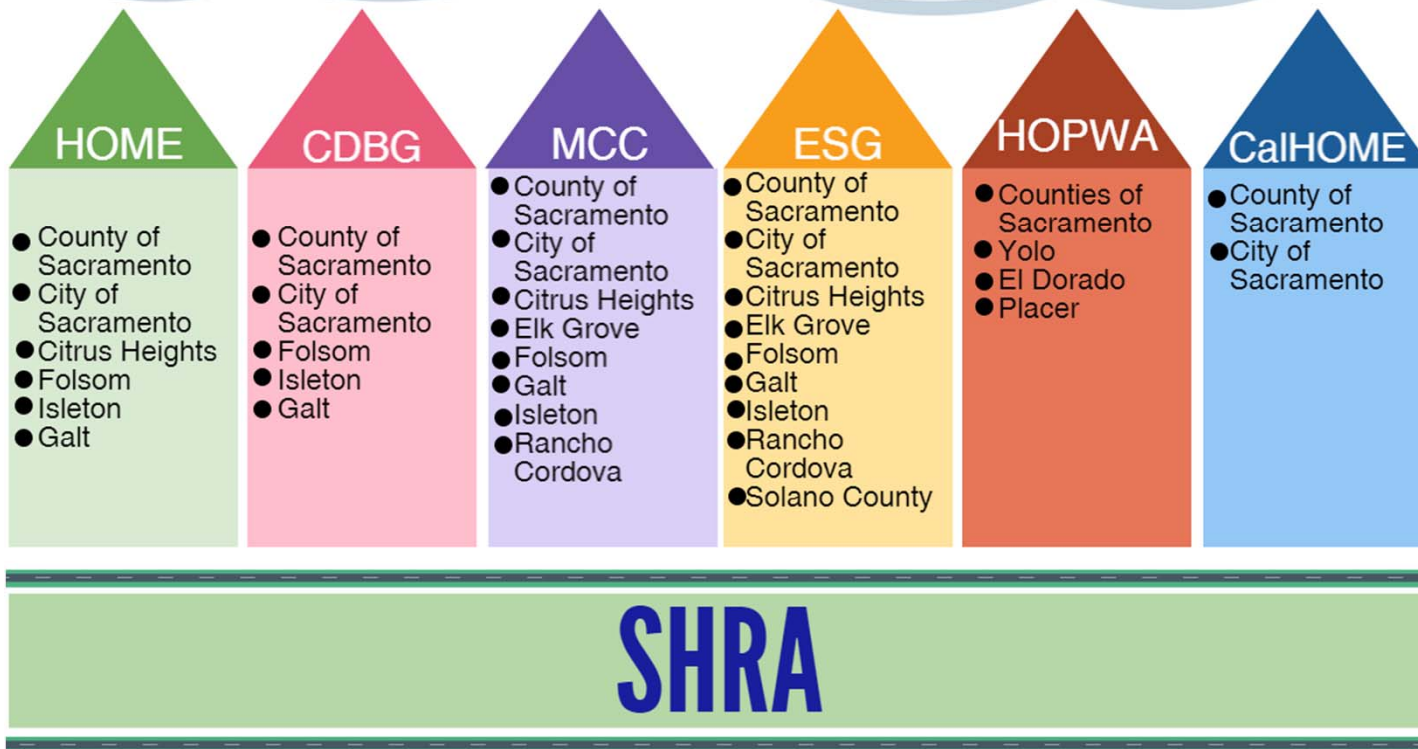 HOME
● County of
Sacramento
● City of
Sacramento
● Citrus Heights
● Folsom
● Isleton
● Galt
CDBG
● County of
Sacramento
● City of
Sacramento
● Folsom
● Isleton
● Galt
MCC
● County of
Sacramento
● City of
Sacramento
● Citrus Heights
● Elk Grove
● Folsom
● Galt
● Isleton
● Rancho
Cordova
ESG
● County of
Sacramento
● City of
Sacramento
● Citrus Heights
● Elk Grove
● Folsom
● Galt
● Isleton
● Rancho
Cordova
● Solano County
HOPWA
● Counties of
Sacramento
● Yolo
● El Dorado
● Placer
CalHOME
● County of
Sacramento
● City of
Sacramento
SHRA